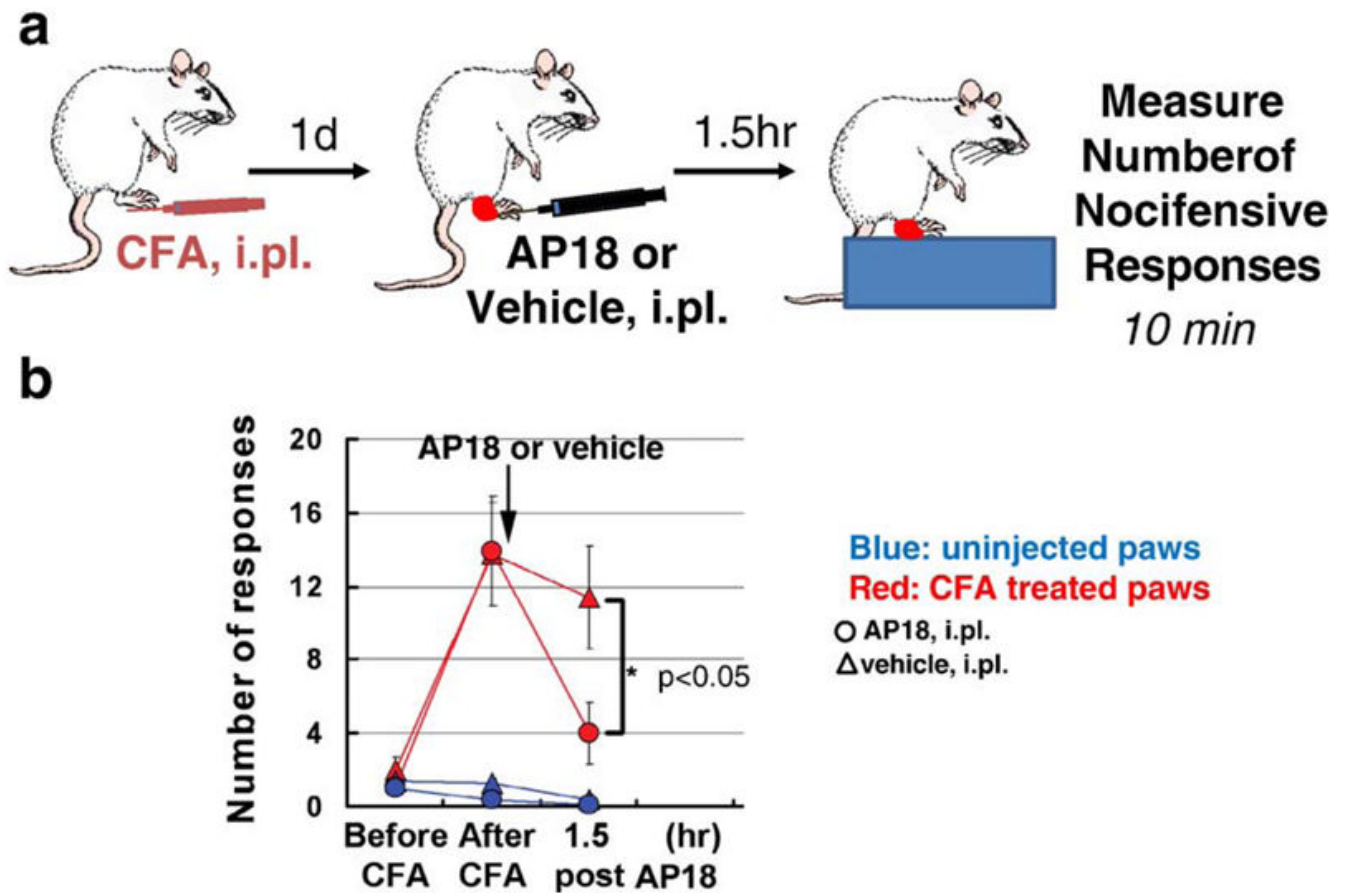 a
1d
1.5hr
CFA, i.pl.
AP18 or
Vehicle, i.pl.
Measure
Numberof
Nocifensive
Responses
10 min
b
Number of responses
20
16
12
8
4
0
AP18 or vehicle
* p<0.05
Before After 1.5 (hr)
CFA CFA post AP18
Blue: uninjected paws
Red: CFA treated paws
AP18, i.pl.
vehicle, i.pl.